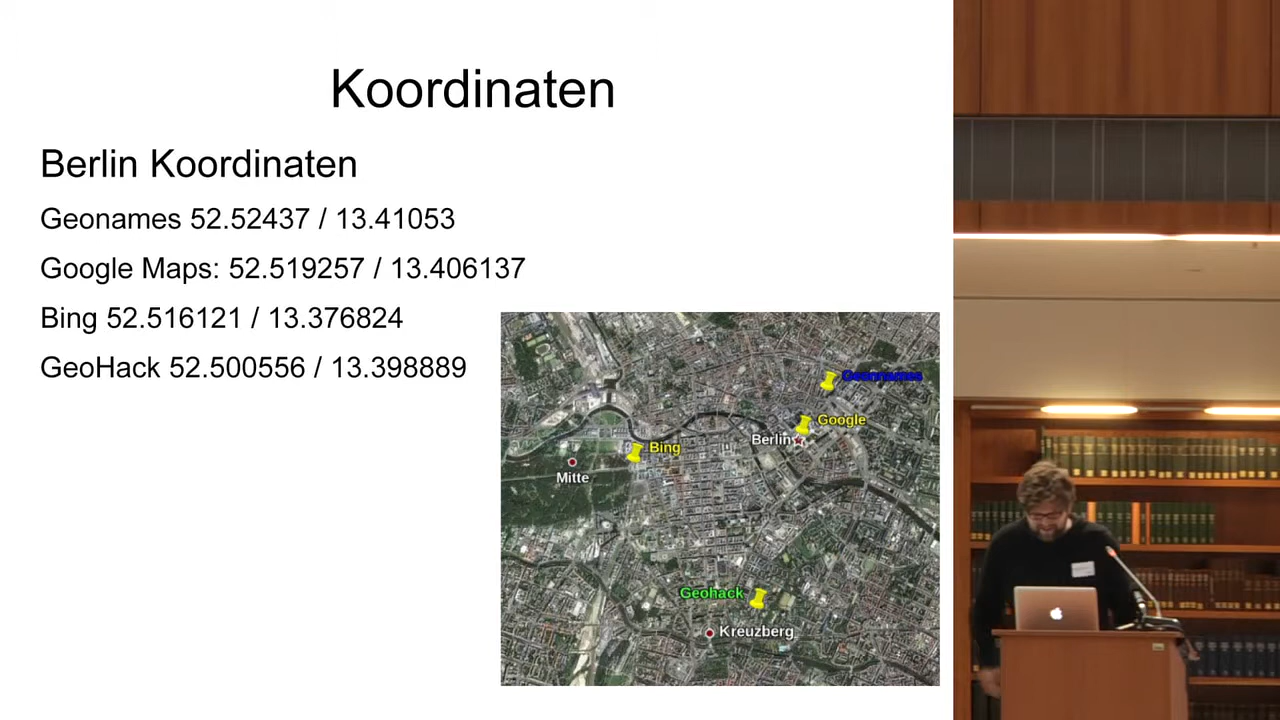 Koordinaten
Berlin Koordinaten
Geonames 52.52437 / 13.41053
Google Maps: 52.519257 / 13.406137
Bing 52.516121 / 13.376824
GeoHack 52.500556 / 13.398889
Geonames
Google
Berlin
Bing
Mitte
Geohack
Kreuzberg